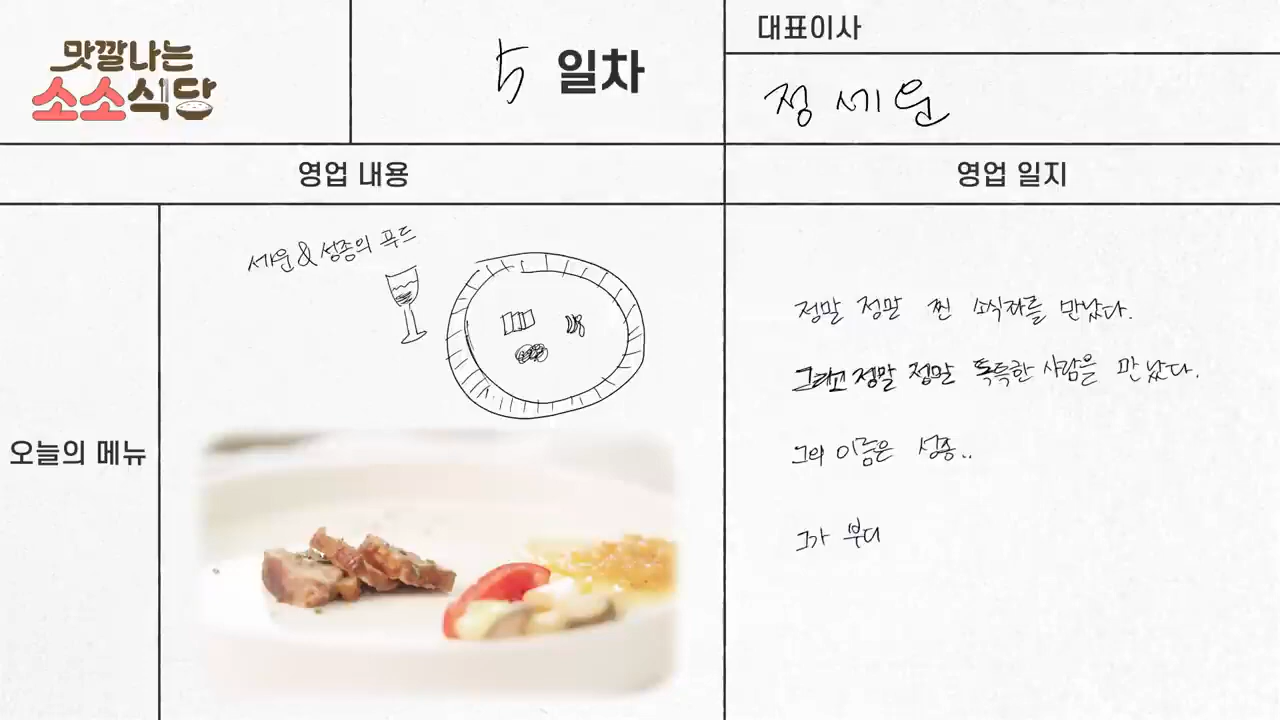 맛깔나는
소소식당
5 일차
대표이사
정세운
영업 내용
영업 일지
세운&성종의 푸드
오늘의 메뉴
정말 정말 찐 소식자를 만났다.
그리고 정말 정말 독특한 사람을 만났다.
그의 이름은 성종..
그가 부디